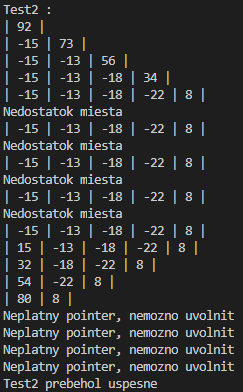 Test2 :
| 92 |
| -15 | 73 |
| -15 | -13 | 56 |
| -15 | -13 | -18 | 34 |
| -15 | -13 | -18 | -22 | 8 |
Nedostatok miesta
| -15 | -13 | -18 | -22 | 8 |
Nedostatok miesta
| -15 | -13 | -18 | -22 | 8 |
Nedostatok miesta
| -15 | -13 | -18 | -22 | 8 |
Nedostatok miesta
| -15 | -13 | -18 | -22 | 8 |
| 15 | -13 | -18 | -22 | 8 |
| 32 | -18 | -22 | 8 |
| 54 | -22 | 8 |
| 80 | 8 |
Neplatny pointer, nemozno uvolnit
Neplatny pointer, nemozno uvolnit
Neplatny pointer, nemozno uvolnit
Neplatny pointer, nemozno uvolnit
Test2 prebehol uspesne